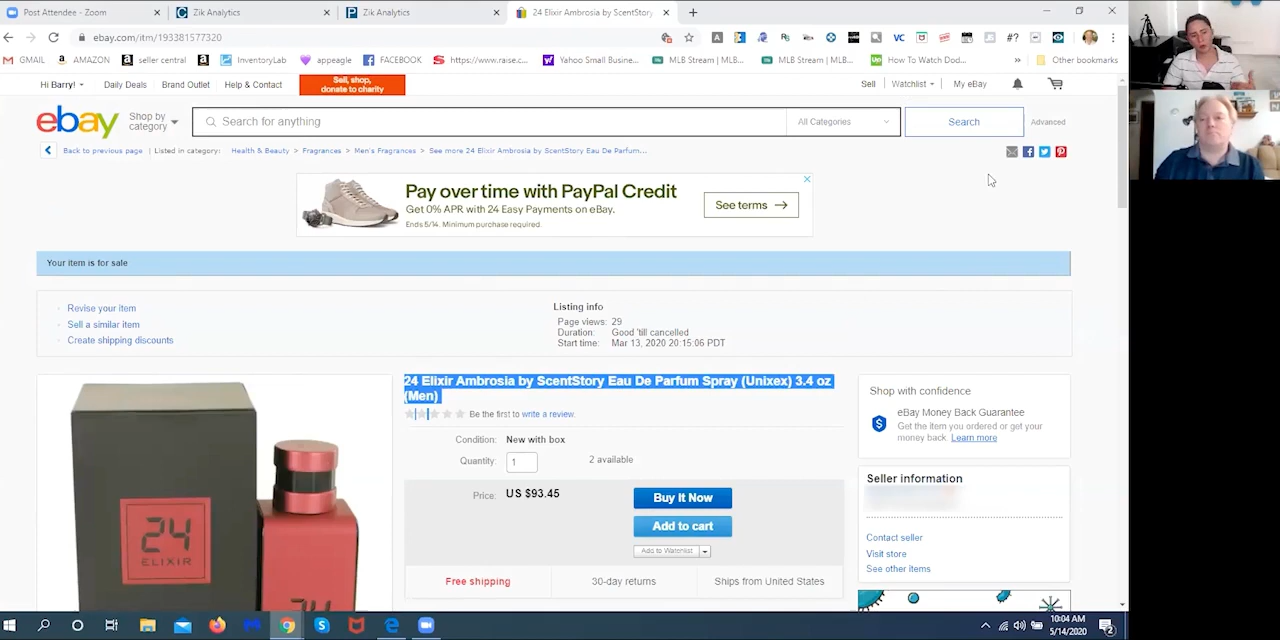 Post Attendee - Zoom
Zik Analytics
Zik Analytics
24 Elixir Ambrosia by ScentStory
ebay.com/itm/193381577320
GMAIL
AMAZON
seller central
InventoryLab
appeagle
FACEBOOK
https://www.raise.c...
Yahoo Small Busine...
MLB Stream | MLB...
MLB Stream | MLB...
How To Watch Dod...
Other bookmarks
Hi Barry!
Daily Deals
Brand Outlet
Help & Contact
Sell, shop,
donate to charity
Sell
Watchlist
My eBay
ebay
Shop by
category
Search for anything
All Categories
Search
Advanced
Back to previous page | Listed in category:
Health & Beauty > Fragrances > Men's Fragrances > See more 24 Elixir Ambrosia by ScentStory Eau De Parfum...
Pay over time with PayPal Credit
Get 0% APR with 24 Easy Payments on eBay.
Ends 5/14. Minimum purchase required.
See terms →
Your item is for sale
Revise your item
Sell a similar item
Create shipping discounts
Listing info
Page views: 29
Duration: Good 'till cancelled
Start time: Mar 13, 2020 20:15:06 PDT
24 Elixir Ambrosia by ScentStory Eau De Parfum Spray (Unixex) 3.4 oz
(Men)
Be the first to write a review.
Condition: New with box
Quantity: 1 2 available
Price: US $93.45
Buy It Now
Add to cart
Add to Watchlist
Free shipping
30-day returns
Ships from United States
24
ELIXIR
Shop with confidence
eBay Money Back Guarantee
Get the item you ordered or get your
money back. Learn more
Seller information
Contact seller
Visit store
See other items
10:04 AM
5/14/2020